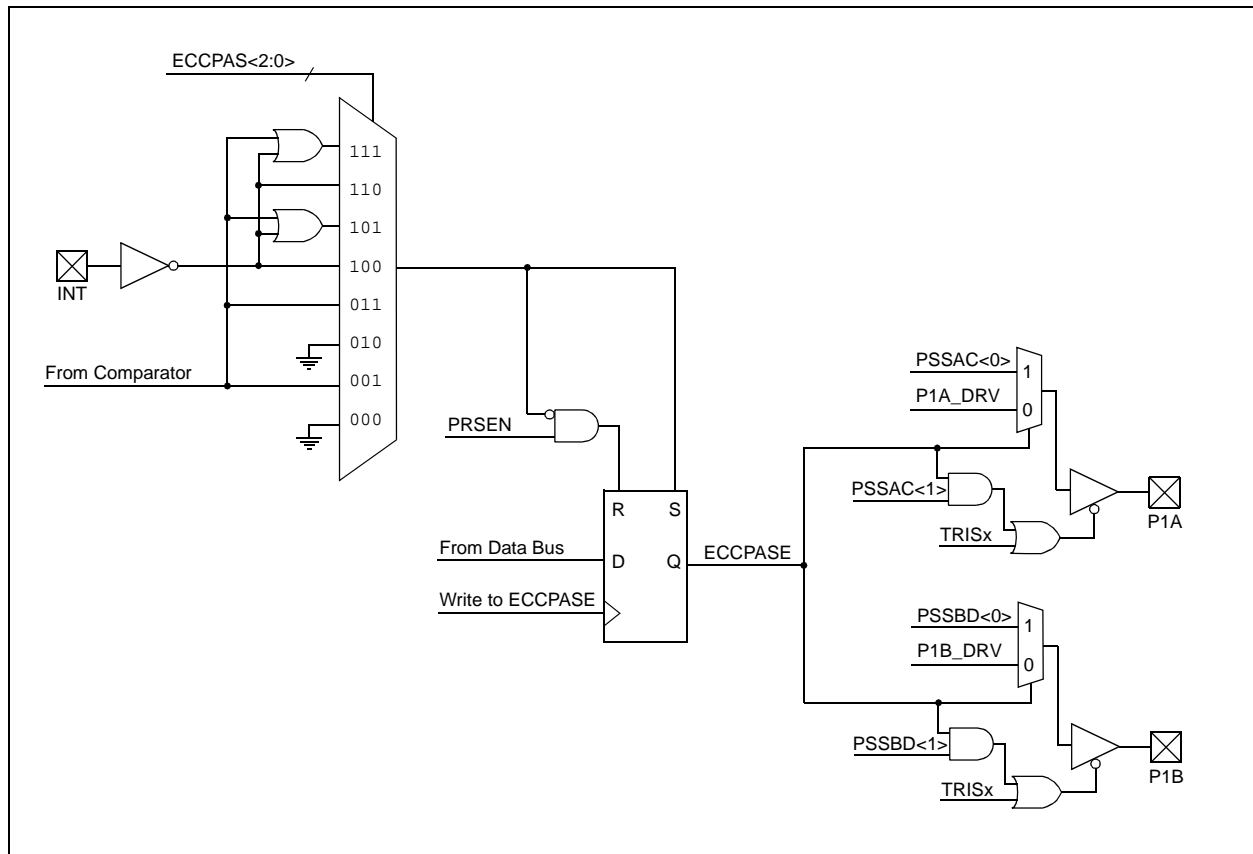 ECCPAS<2:0>
111
110
101
100
011
010
001
000
INT
From Comparator
PRSEN
R
S
From Data Bus
D
Q
ECCPASE
Write to ECCPASE
PSSAC<0>
1
P1A_DRV
0
PSSAC<1>
TRISx
P1A
PSSBD<0>
1
P1B_DRV
0
PSSBD<1>
TRISx
P1B